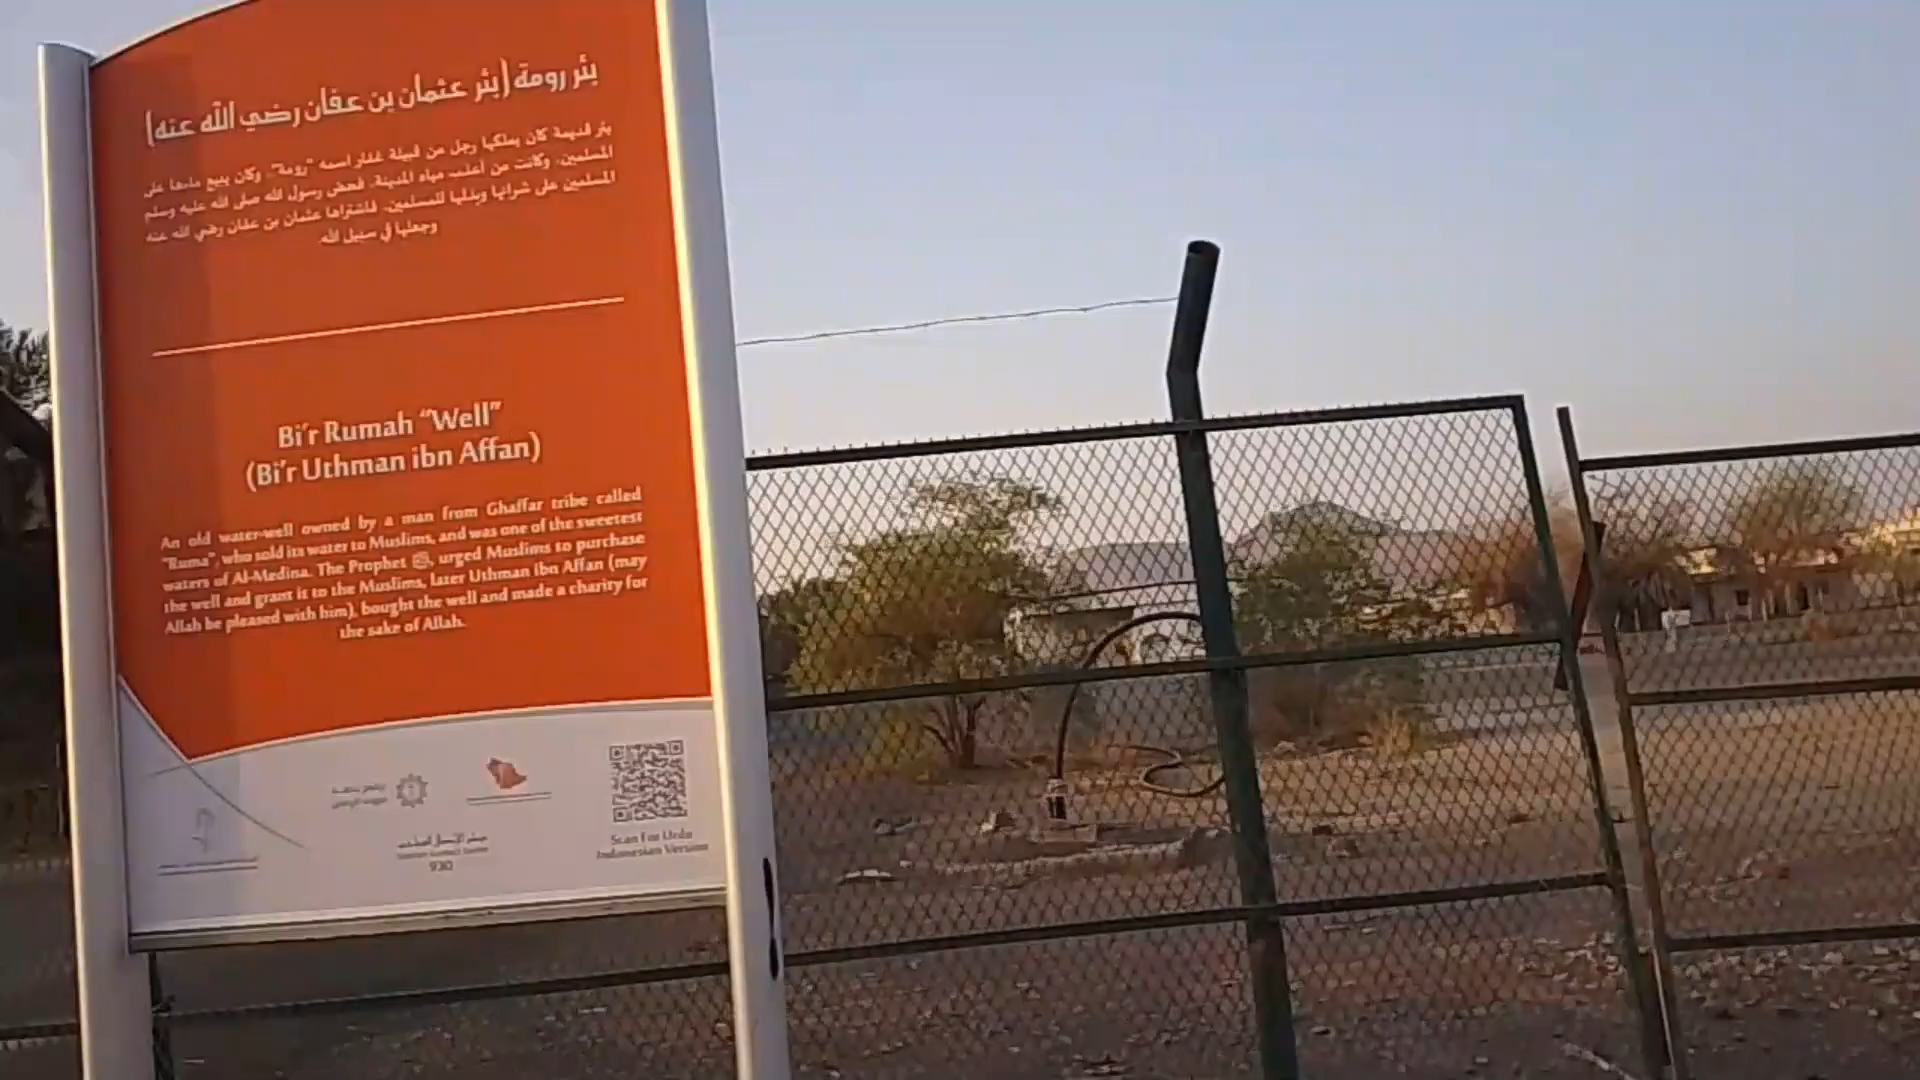 بئر رومة (بئر عثمان بن عفان رضي الله عنه)
بئر قديمة كان يملكها رجل من قبيلة غفار اسمه "رومة"، وكان يبيع ماءها على
المسلمين، وكانت من أعذب مياه المدينة، فحض رسول الله صلى الله عليه وسلم
المسلمين على شرائها وبذلها للمسلمين، فاشتراها عثمان بن عفان رضي الله عنه
وجعلها في سبيل الله.
Bi'r Rumah “Well”
(Bi'r Uthman ibn Affan)
An old water-well owned by a man from Ghaffar tribe called
"Ruma", who sold its water to Muslims, and was one of the sweetest
waters of Al-Medina. The Prophet ﷺ, urged Muslims to purchase
the well and grant it to the Muslims, later Uthman ibn Affan (may
Allah be pleased with him), bought the well and made a charity for
the sake of Allah.
930
Scan For Urdu
Indonesian Version